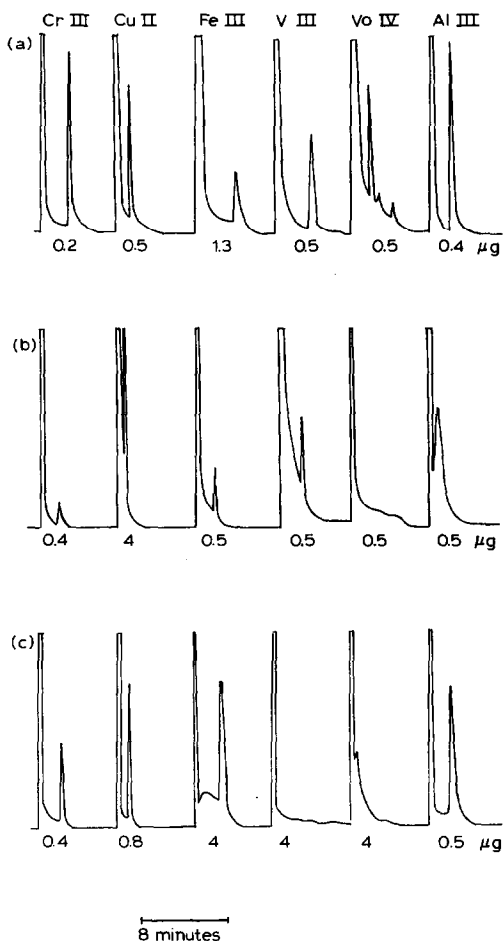 Cr III Cu II Fe III V III Vo IV Al III
(a)
0.2 0.5 1.3 0.5 0.5 0.4 μg
(b)
0.4 4 0.5 0.5 0.5 0.5 μg
(c)
0.4 0.8 4 4 4 0.5 μg
8 minutes